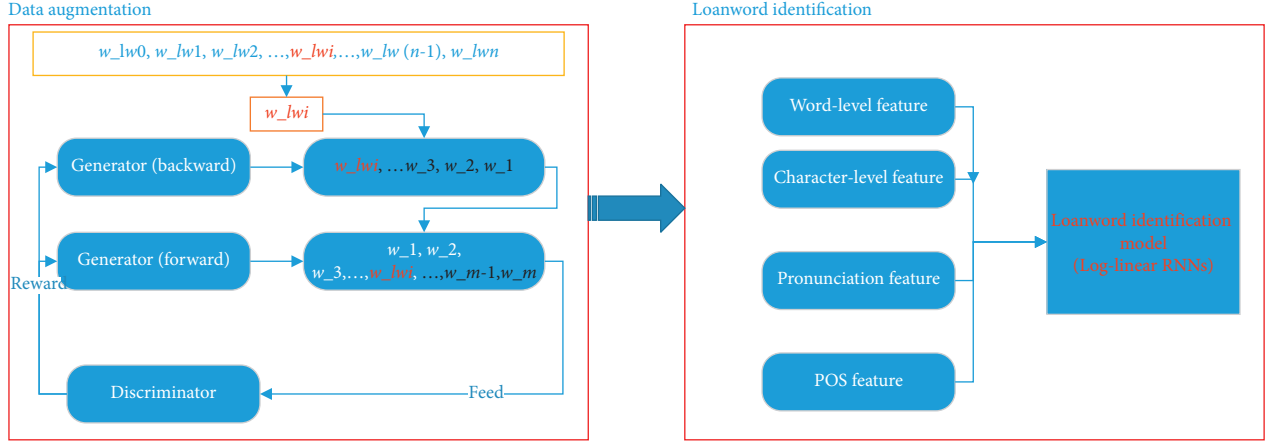 Data augmentation
w_lw0, w_lw1, w_lw2, …,w_lwi,…,w_lw (n-1), w_lwn
w_lwi
Generator (backward)
w_lwi, …w_3, w_2, w_1
Generator (forward)
w_1, w_2,
w_3,…,w_lwi, …,w_m-1,w_m
Reward
Discriminator
Feed
Loanword identification
Word-level feature
Character-level feature
Pronunciation feature
POS feature
Loanword identification
model
(Log-linear RNNs)